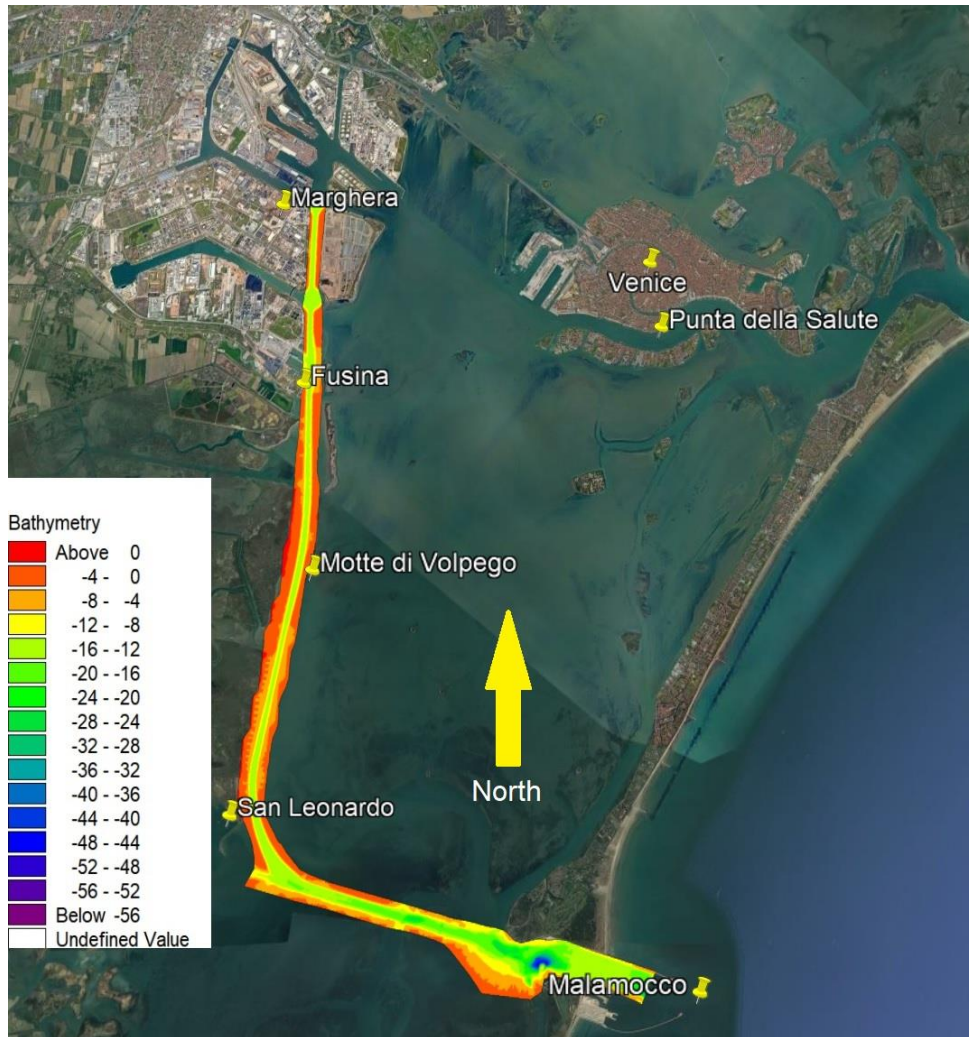 Marghera
Venice
Punta della Salute
Fusina
Motte di Volpego
North
San Leonardo
Malamocco
Bathymetry
Above 0
-4 - 0
-8 - -4
-12 - -8
-16 - -12
-20 - -16
-24 - -20
-28 - -24
-32 - -28
-36 - -32
-40 - -36
-44 - -40
-48 - -44
-52 - -48
-56 - -52
Below -56
Undefined Value